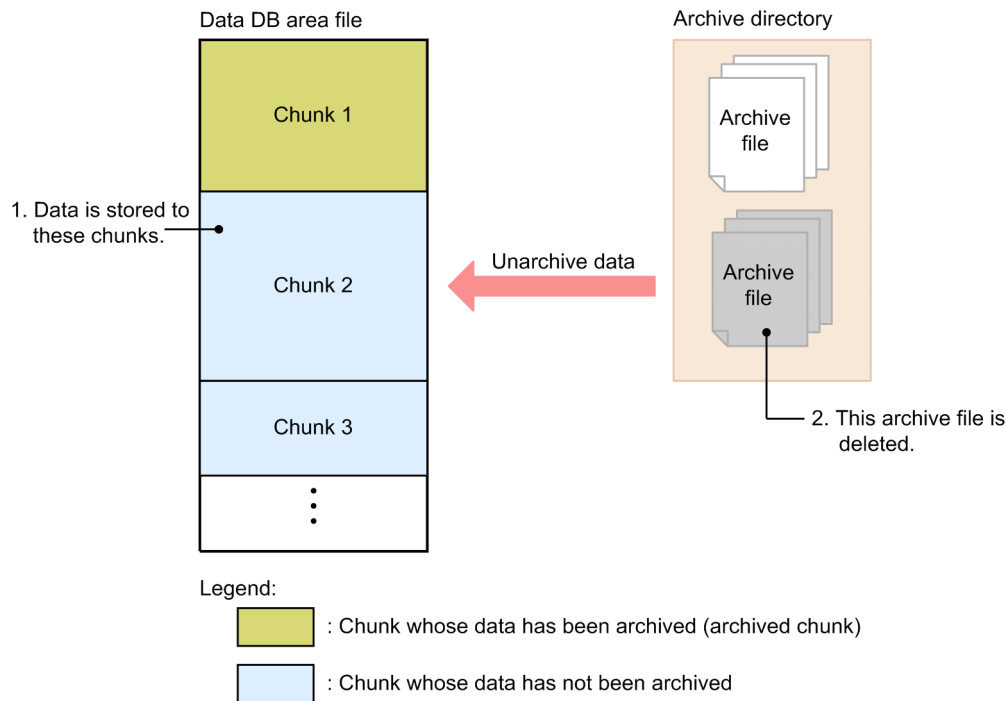 Data DB area file
Archive directory
Chunk 1
Archive
file
1. Data is stored to
these chunks.
Chunk 2
Unarchive data
Archive
file
Chunk 3
2. This archive file is
deleted.
Legend:
: Chunk whose data has been archived (archived chunk)
: Chunk whose data has not been archived